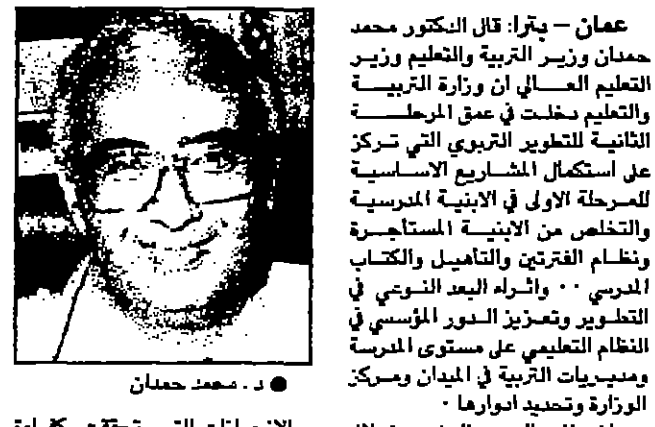 عمان – بترا: قال الدكتور محمد
حمدان وزير التربية والتعليم وزير
التعليم العالي ان وزارة التربية
والتعليم دخلت في عمق المرحلة
الثانية للتطوير التربوي التي تركز
على استكمال المشاريع الاساسية
للمرحلة الاولى في الابنية المدرسية
والتخلص من الابنية المستأجرة
ونظام الفترتين والتأهيل والكتاب
المدرسي ٠٠ واثراء البعد النوعي في
التطوير وتعزيز الدور المؤسسي في
النظام التعليمي على مستوى المدرسة
ومديريات التربية في الميدان ومركز
الوزارة وتحديد ادوارها ٠
● د . محمد حمدان